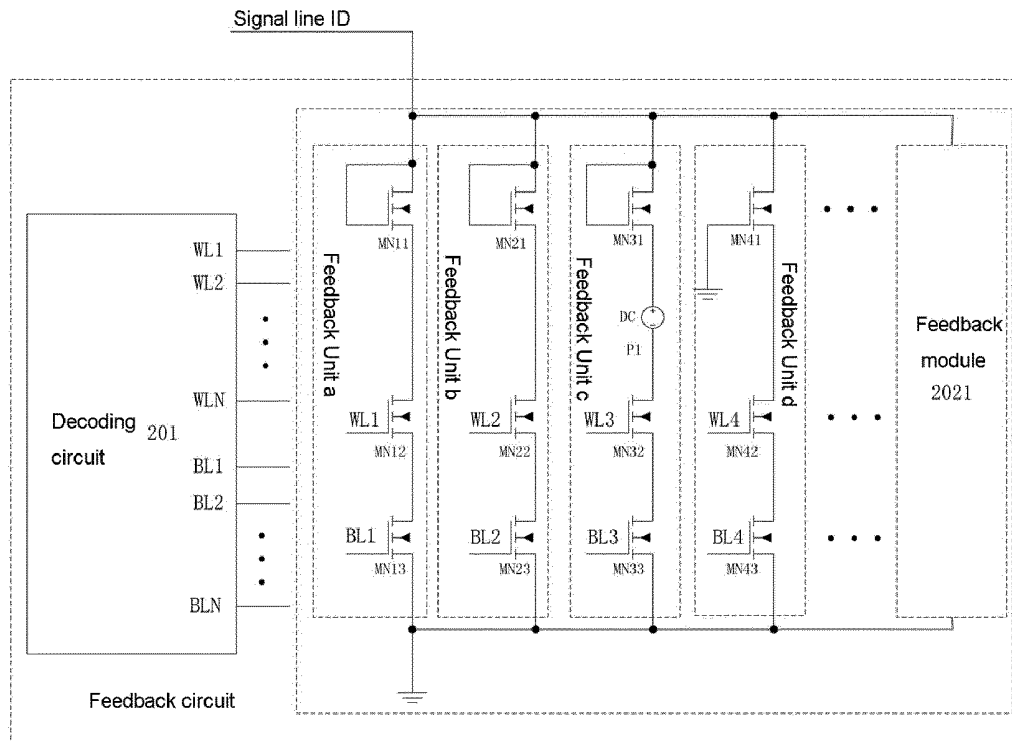 Signal line ID
WL1
WL2
WLN
BL1
BL2
BLN
Decoding
circuit
201
Feedback circuit
Feedback Unit a
MN11
WL1
MN12
BL1
MN13
Feedback Unit b
MN21
WL2
MN22
BL2
MN23
Feedback Unit c
MN31
DC
P1
WL3
MN32
BL3
MN33
Feedback Unit d
MN41
WL4
MN42
BL4
MN43
Feedback
module
2021